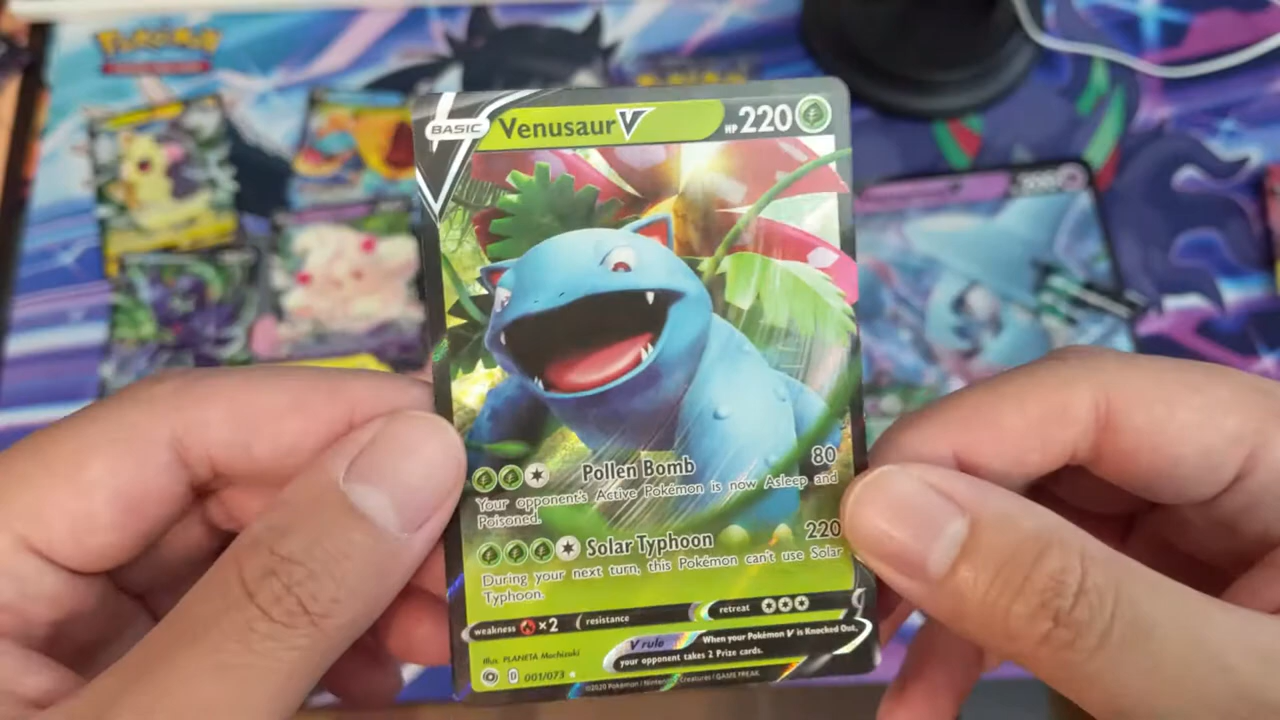 Pokémon
BASIC Venusaur V HP 220
Pollen Bomb 80
Your opponent's Active Pokémon is now Asleep and
Poisoned.
Solar Typhoon 220
During your next turn, this Pokémon can't use Solar
Typhoon.
weakness ×2 resistance retreat
V rule When your Pokémon V is Knocked Out,
your opponent takes 2 Prize cards.
Illus. PLANETA Mochizuki
D 001/073
©2020 Pokémon / Nintendo / Creatures / GAME FREAK